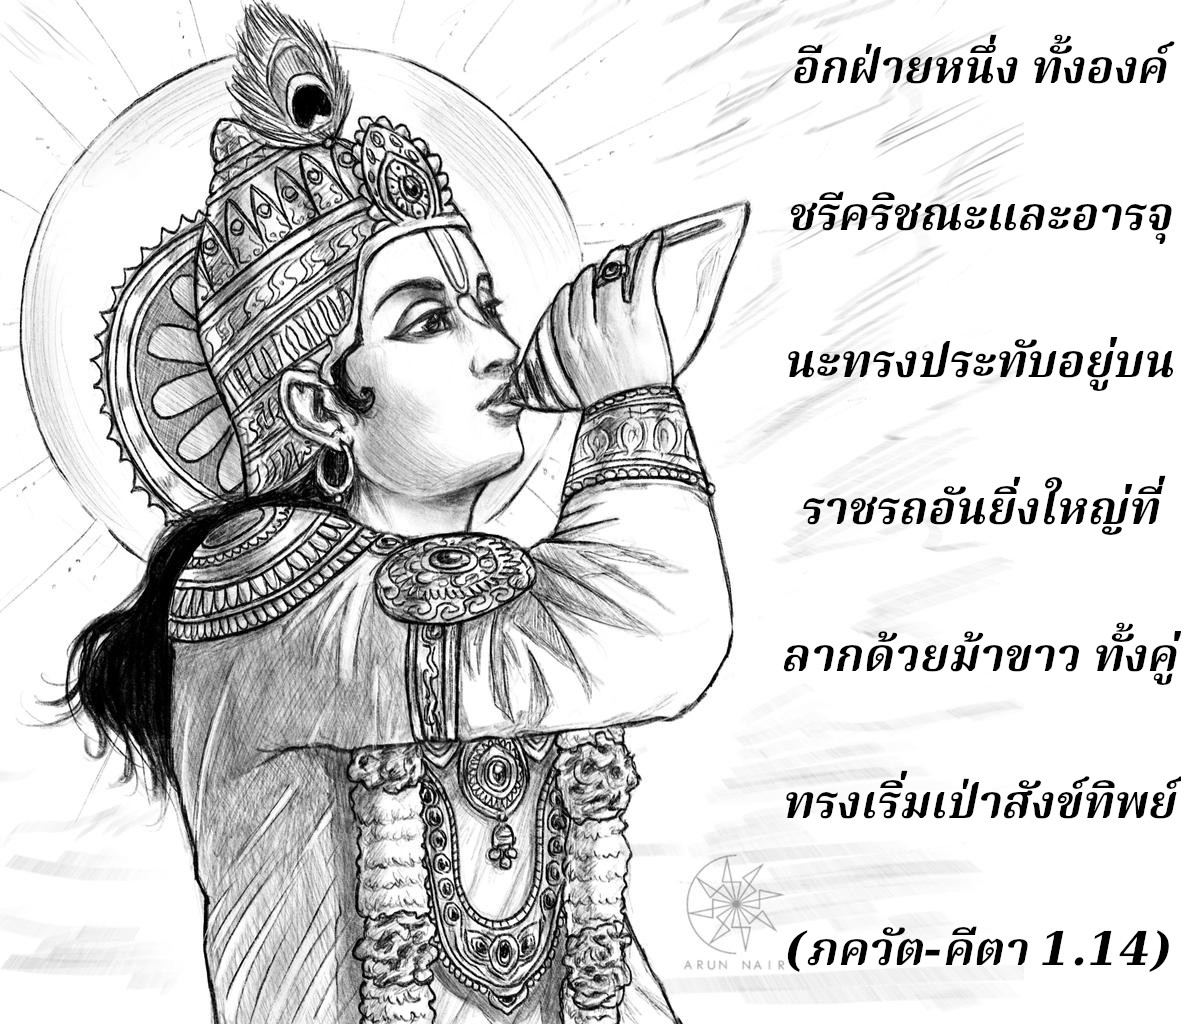 อีกฝ่ายหนึ่ง ทั้งองค์
ชรีคริชณะและอารจุ
นะทรงประทับอยู่บน
ราชรถอันยิ่งใหญ่ที่
ลากด้วยม้าขาว ทั้งคู่
ทรงเริ่มเป่าสังข์ทิพย์
(ภควัต-คีตา 1.14)
ARUN NAIR